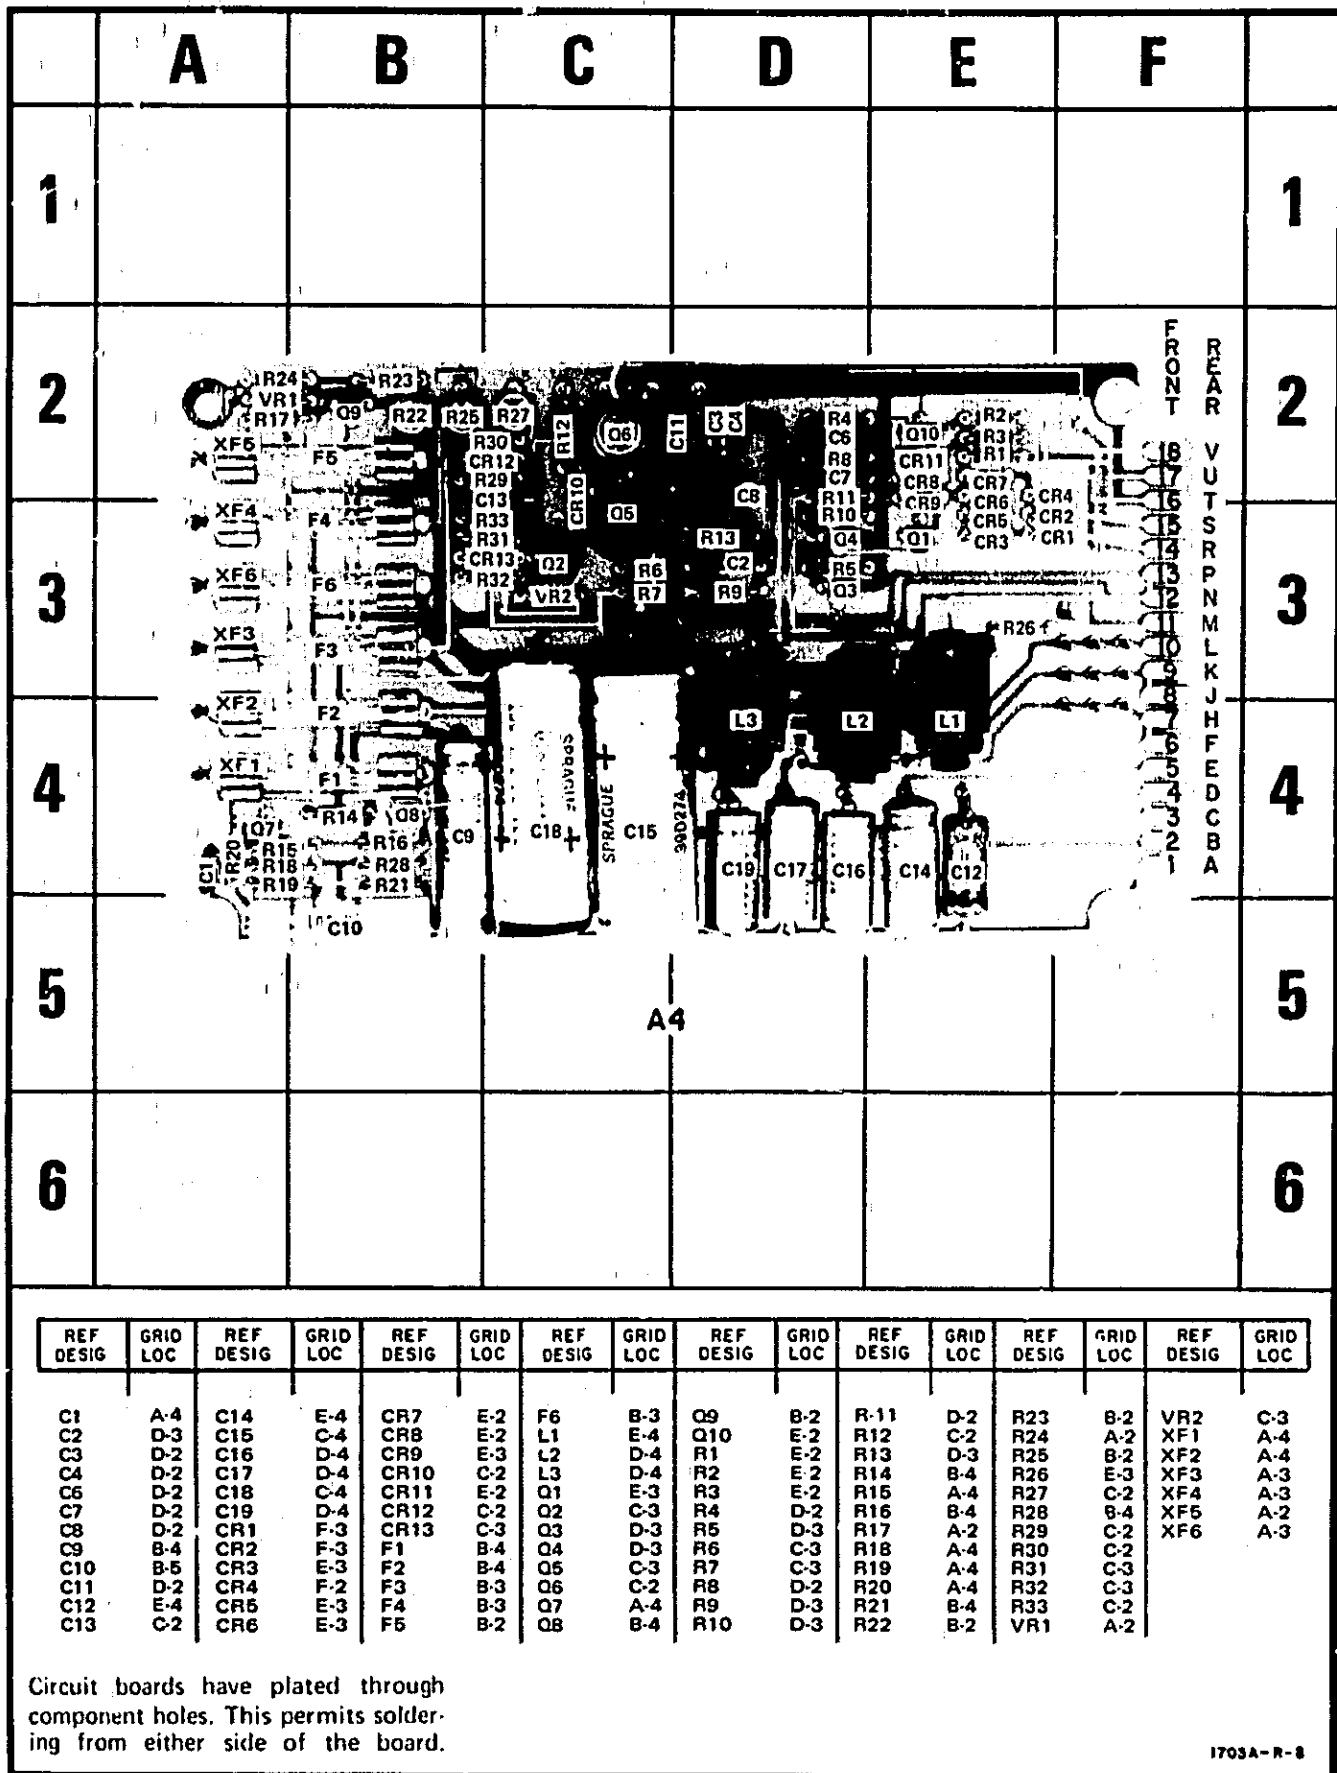 A B C D E F
1 1
2 2
3 3
4 4
5 5
6 6
FRONT REAR
R24 R23
VR1
R17 Q9 R22 R25 R27 R12 Q6 C11 C3 C4 R4 Q10 R2
XF5 F5 R30 C6 R3
CR12 R8 CR11 R1
R29 C7 CR8 CR7
C13 CR10 C8 R11 CR9 CR6 CR4
XF4 F4 R33 Q5 R10 CR5 CR2
R31 R13 Q4 Q1 CR3 CR1
CR13 Q2 R6 C2 R5
XF6 F6 R32 VR2 R7 R9 Q3
XF3 F3 R26
XF2 F2 L3 L2 L1
XF1 F1
R14 Q8 C9 C18 SPRAGUE C15 39D274
Q7 R15 R16
C1 R20 R18 R28 C19 C17 C16 C14 C12
R19 R21
C10
18 V
17 U
16 T
15 S
14 R
13 P
12 N
11 M
10 L
9 K
8 J
7 H
6 F
5 E
4 D
3 C
2 B
1 A
A4
REF DESIG GRID LOC REF DESIG GRID LOC REF DESIG GRID LOC REF DESIG GRID LOC REF DESIG GRID LOC REF DESIG GRID LOC REF DESIG GRID LOC REF DESIG GRID LOC
C1 A-4 C14 E-4 CR7 E-2 F6 B-3 Q9 B-2 R-11 D-2 R23 B-2 VR2 C-3
C2 D-3 C15 C-4 CR8 E-2 L1 E-4 Q10 E-2 R12 C-2 R24 A-2 XF1 A-4
C3 D-2 C16 D-4 CR9 E-3 L2 D-4 R1 E-2 R13 D-3 R25 B-2 XF2 A-4
C4 D-2 C17 D-4 CR10 C-2 L3 D-4 R2 E-2 R14 B-4 R26 E-3 XF3 A-3
C6 D-2 C18 C-4 CR11 E-2 Q1 E-3 R3 E-2 R15 A-4 R27 C-2 XF4 A-3
C7 D-2 C19 D-4 CR12 C-2 Q2 C-3 R4 D-2 R16 B-4 R28 B-4 XF5 A-2
C8 D-2 CR1 F-3 CR13 C-3 Q3 D-3 R5 D-3 R17 A-2 R29 C-2 XF6 A-3
C9 B-4 CR2 F-3 F1 B-4 Q4 D-3 R6 C-3 R18 A-4 R30 C-2
C10 B-5 CR3 E-3 F2 B-4 Q5 C-3 R7 C-3 R19 A-4 R31 C-3
C11 D-2 CR4 F-2 F3 B-3 Q6 C-2 R8 D-2 R20 A-4 R32 C-3
C12 E-4 CR5 E-3 F4 B-3 Q7 A-4 R9 D-3 R21 B-4 R33 C-2
C13 C-2 CR6 E-3 F5 B-2 Q8 B-4 R10 D-3 R22 B-2 VR1 A-2
Circuit boards have plated through
component holes. This permits solder-
ing from either side of the board.
1703A-R-8